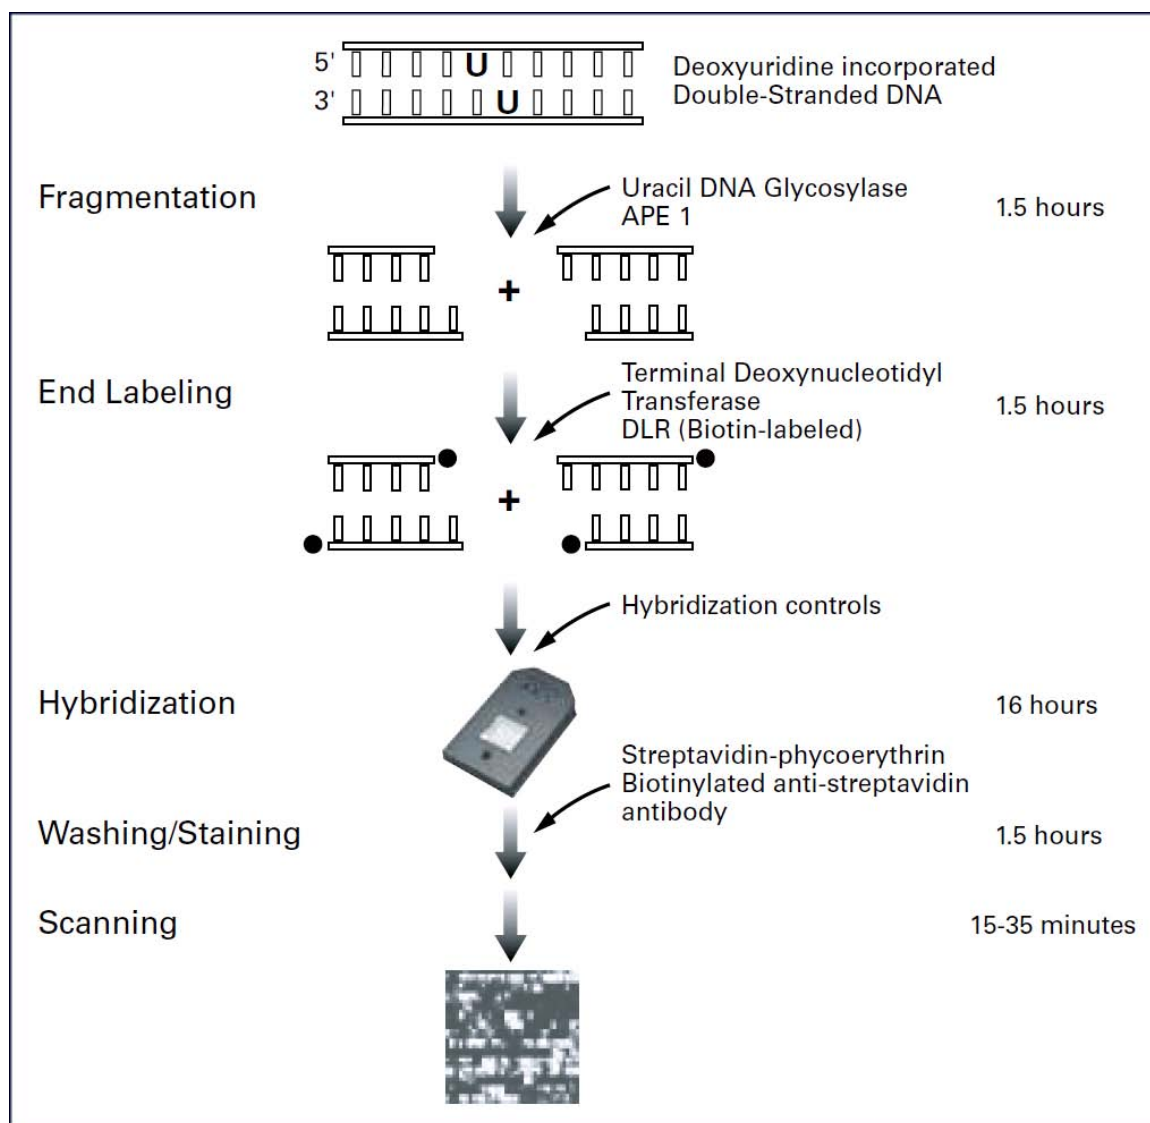 5'
U
Deoxyuridine incorporated
Double-Stranded DNA
3'
U
Fragmentation
Uracil DNA Glycosylase
APE 1
1.5 hours
+
End Labeling
Terminal Deoxynucleotidyl
Transferase
DLR (Biotin-labeled)
1.5 hours
+
Hybridization controls
Hybridization
16 hours
Streptavidin-phycoerythrin
Biotinylated anti-streptavidin
antibody
Washing/Staining
1.5 hours
Scanning
15-35 minutes